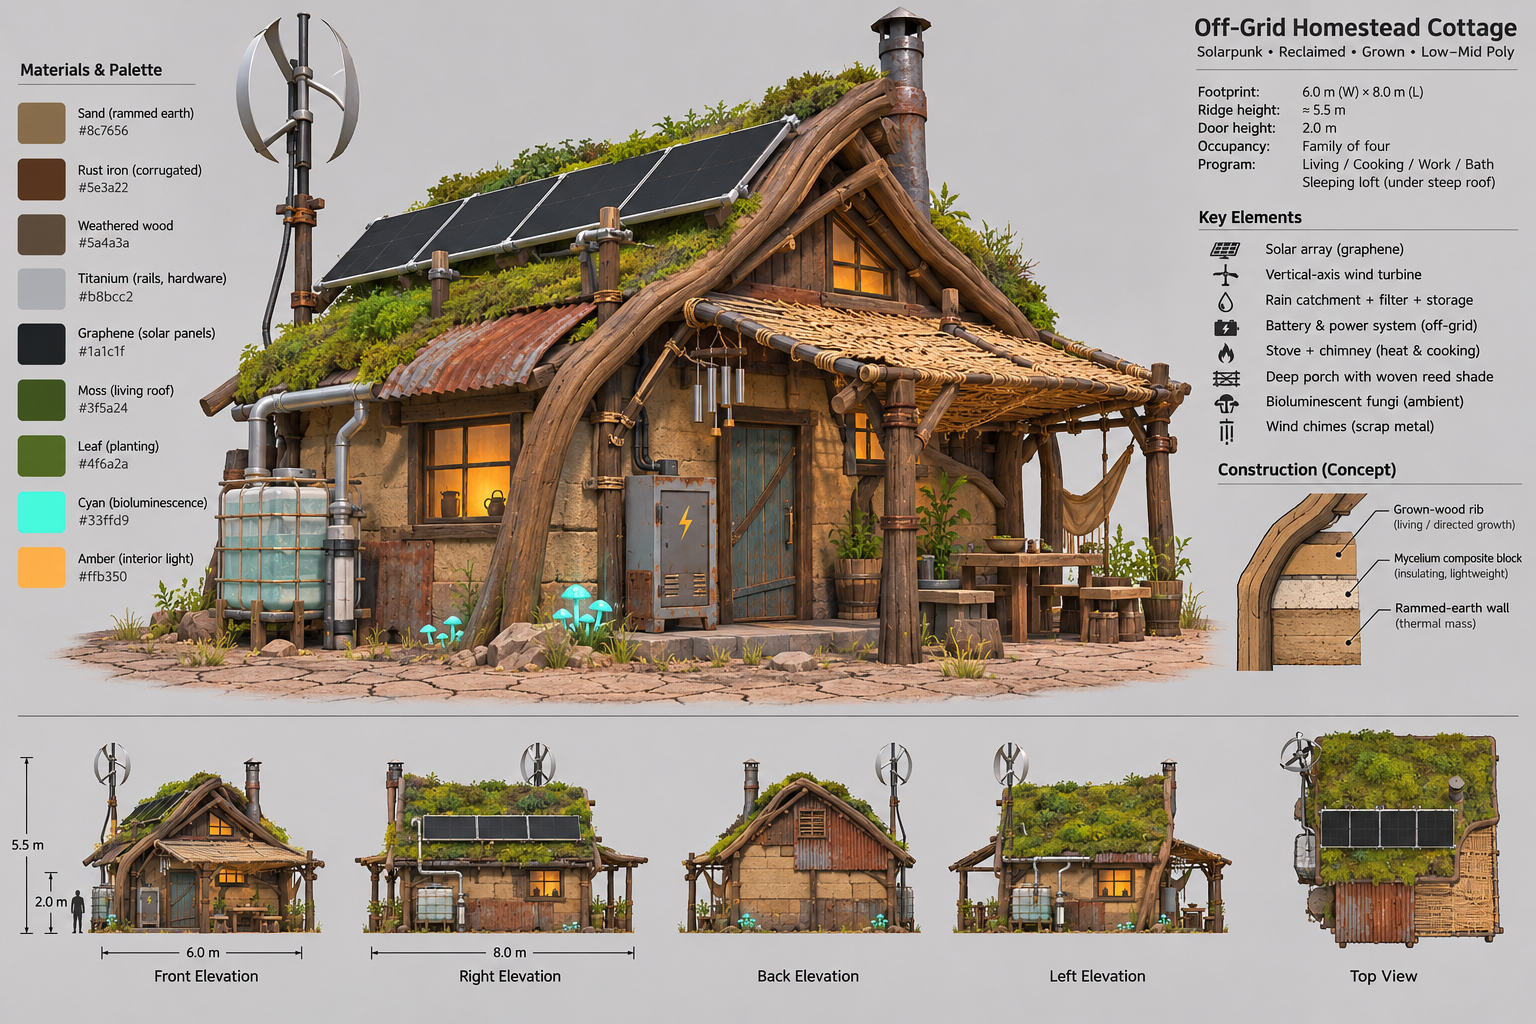 Off-Grid Homestead Cottage
Solarpunk • Reclaimed • Grown • Low–Mid Poly
Materials & Palette
Sand (rammed earth)
#8c7656
Rust iron (corrugated)
#5e3a22
Weathered wood
#5a4a3a
Titanium (rails, hardware)
#b8bcc2
Graphene (solar panels)
#1a1c1f
Moss (living roof)
#3f5a24
Leaf (planting)
#4f6a2a
Cyan (bioluminescence)
#33ffd9
Amber (interior light)
#ffb350
Footprint: 6.0 m (W) × 8.0 m (L)
Ridge height: ≈ 5.5 m
Door height: 2.0 m
Occupancy: Family of four
Program: Living / Cooking / Work / Bath
Sleeping loft (under steep roof)
Key Elements
Solar array (graphene)
Vertical-axis wind turbine
Rain catchment + filter + storage
Battery & power system (off-grid)
Stove + chimney (heat & cooking)
Deep porch with woven reed shade
Bioluminescent fungi (ambient)
Wind chimes (scrap metal)
Construction (Concept)
Grown-wood rib
(living / directed growth)
Mycelium composite block
(insulating, lightweight)
Rammed-earth wall
(thermal mass)
5.5 m
2.0 m
6.0 m
8.0 m
Front Elevation
Right Elevation
Back Elevation
Left Elevation
Top View